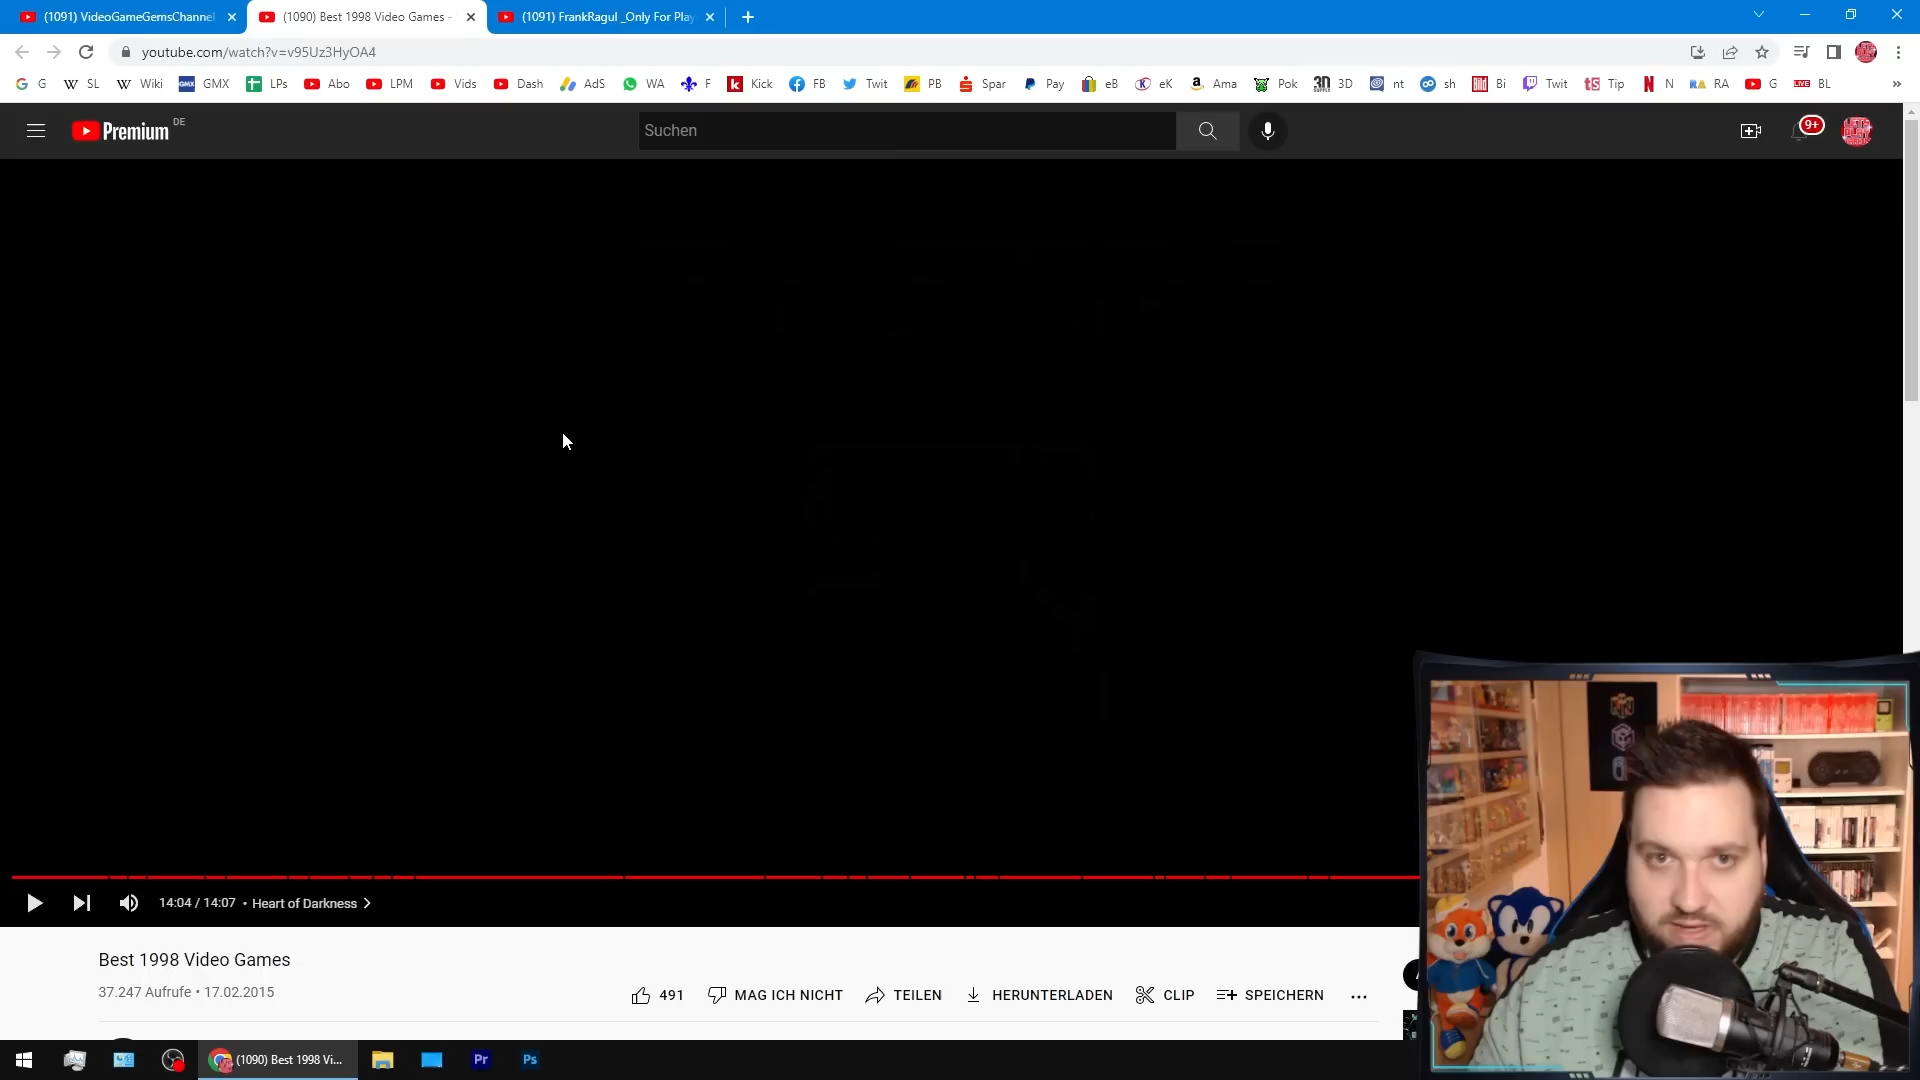 (1091) VideoGameGemsChannel
(1090) Best 1998 Video Games -
(1091) FrankRagul _Only For Play
youtube.com/watch?v=v95Uz3HyOA4
G SL Wiki GMX LPs Abo LPM Vids Dash AdS WA F Kick FB Twit PB Spar Pay eB eK Ama Pok 3D nt sh Bi Twit Tip N RA G BL
Premium DE
Suchen
9+
14:04 / 14:07 • Heart of Darkness
Best 1998 Video Games
37.247 Aufrufe • 17.02.2015
491 MAG ICH NICHT TEILEN HERUNTERLADEN CLIP SPEICHERN
(1090) Best 1998 Vi...
Pr
Ps